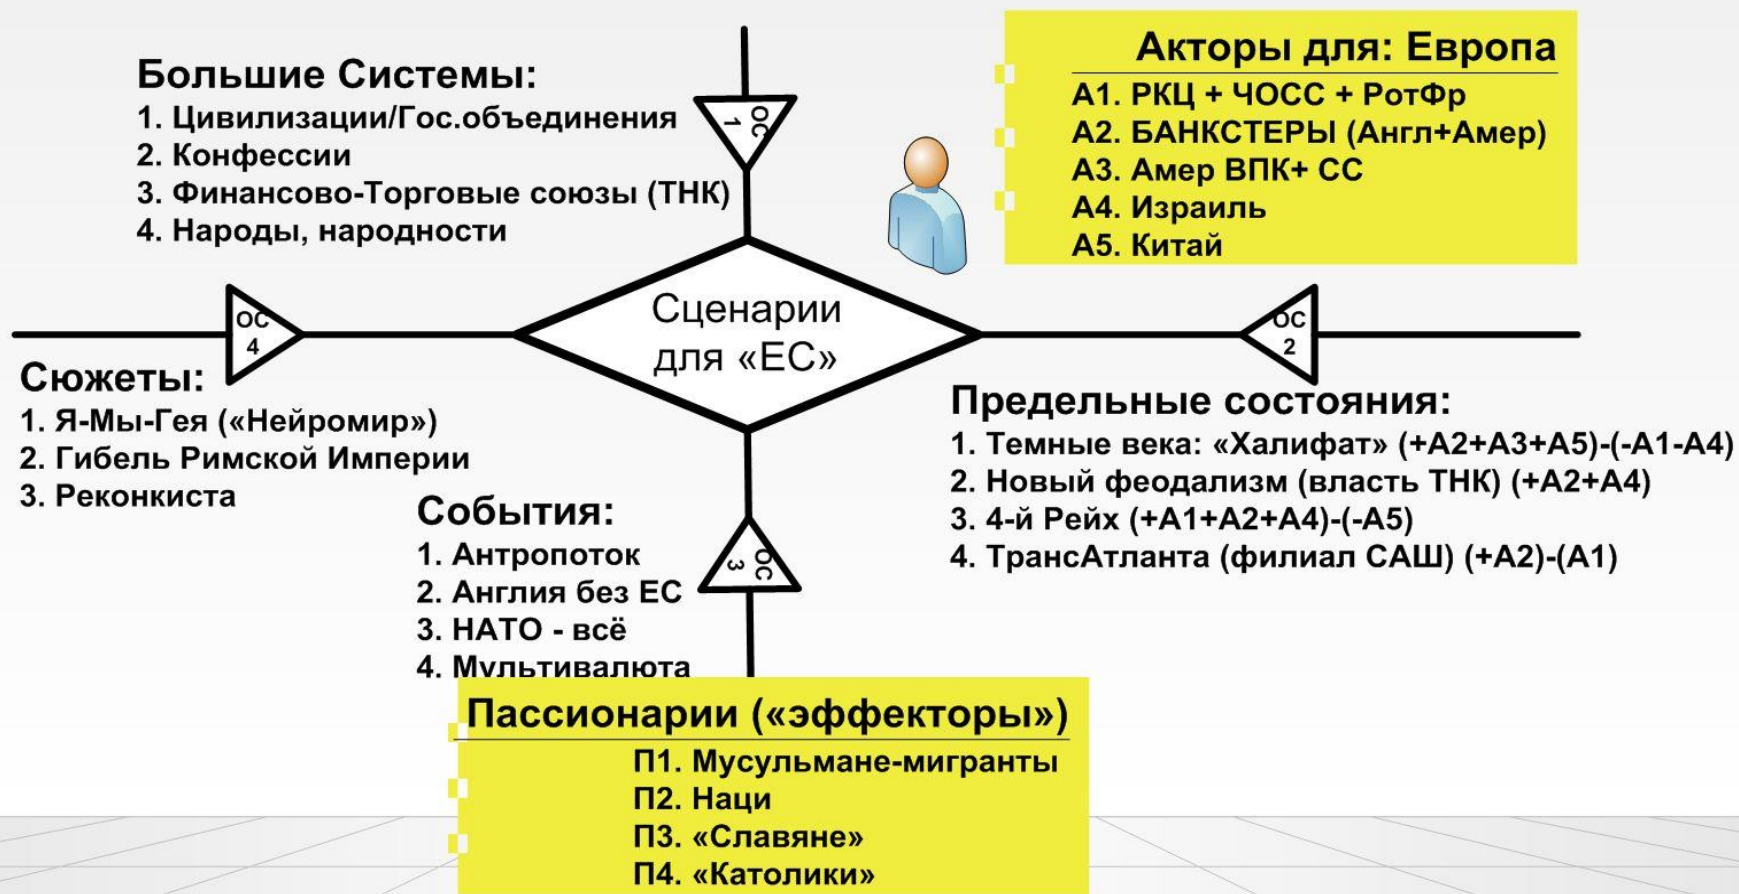 Большие Системы:
1. Цивилизации/Гос.объединения
2. Конфессии
3. Финансово-Торговые союзы (ТНК)
4. Народы, народности
ОС
1
Акторы для: Европа
А1. РКЦ + ЧОСС + РотФр
А2. БАНКСТЕРЫ (Англ+Амер)
А3. Амер ВПК+ СС
А4. Израиль
А5. Китай
Сценарии
для «ЕС»
ОС
4
ОС
2
Сюжеты:
1. Я-Мы-Гея («Нейромир»)
2. Гибель Римской Империи
3. Реконкиста
Предельные состояния:
1. Темные века: «Халифат» (+А2+А3+А5)-(-А1-А4)
2. Новый феодализм (власть ТНК) (+А2+А4)
3. 4-й Рейх (+А1+А2+А4)-(-А5)
4. ТрансАтланта (филиал САШ) (+А2)-(А1)
События:
1. Антропоток
2. Англия без ЕС
3. НАТО - всё
4. Мультивалюта
ОС
3
Пассионарии («эффекторы»)
П1. Мусульмане-мигранты
П2. Наци
П3. «Славяне»
П4. «Католики»